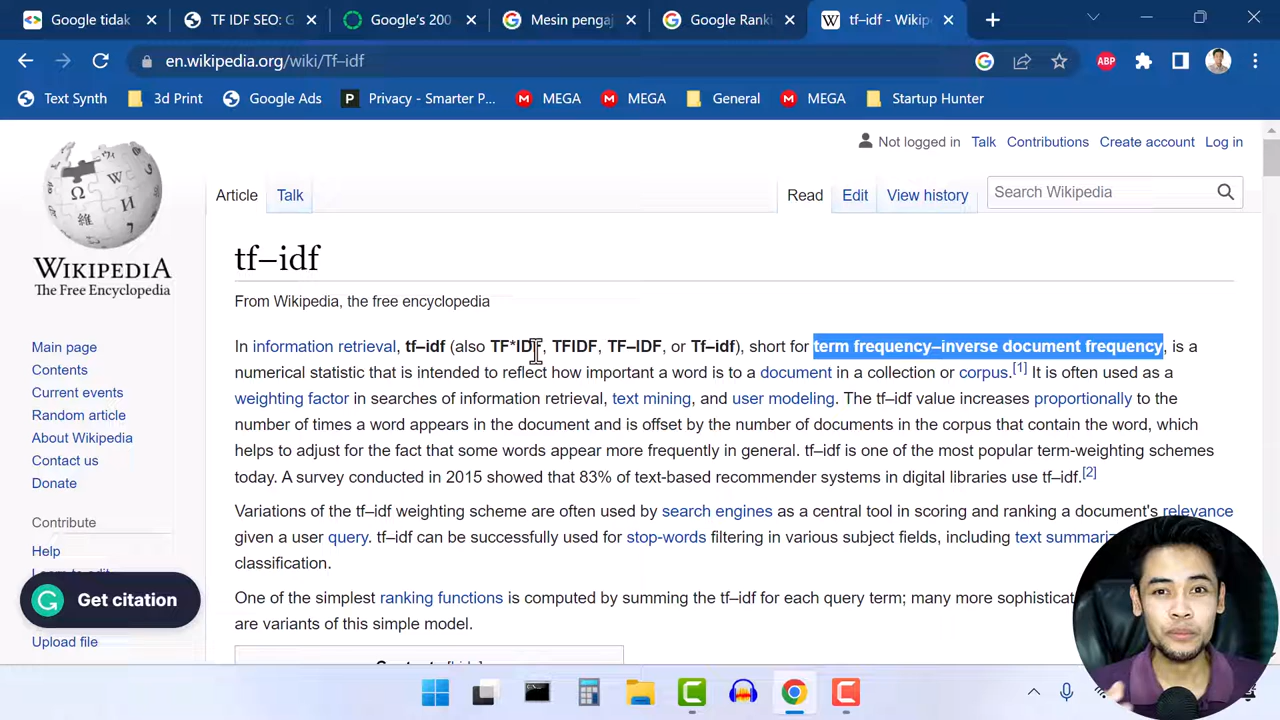 Google tidak
TF IDF SEO: G
Google's 200
Mesin pengaj
Google Ranki
tf–idf - Wikip
en.wikipedia.org/wiki/Tf–idf
ABP
Text Synth
3d Print
Google Ads
Privacy - Smarter P...
MEGA
MEGA
General
MEGA
Startup Hunter
Not logged in Talk Contributions Create account Log in
WIKIPEDIA
The Free Encyclopedia
Article Talk
Read Edit View history
Search Wikipedia
tf–idf
From Wikipedia, the free encyclopedia
In information retrieval, tf–idf (also TF*IDF, TFIDF, TF–IDF, or Tf–idf), short for term frequency–inverse document frequency, is a
numerical statistic that is intended to reflect how important a word is to a document in a collection or corpus.[1] It is often used as a
weighting factor in searches of information retrieval, text mining, and user modeling. The tf–idf value increases proportionally to the
number of times a word appears in the document and is offset by the number of documents in the corpus that contain the word, which
helps to adjust for the fact that some words appear more frequently in general. tf–idf is one of the most popular term-weighting schemes
today. A survey conducted in 2015 showed that 83% of text-based recommender systems in digital libraries use tf–idf.[2]
Variations of the tf–idf weighting scheme are often used by search engines as a central tool in scoring and ranking a document's relevance
given a user query. tf–idf can be successfully used for stop-words filtering in various subject fields, including text summariz
classification.
One of the simplest ranking functions is computed by summing the tf–idf for each query term; many more sophisticat
are variants of this simple model.
Main page
Contents
Current events
Random article
About Wikipedia
Contact us
Donate
Contribute
Help
Get citation
Upload file